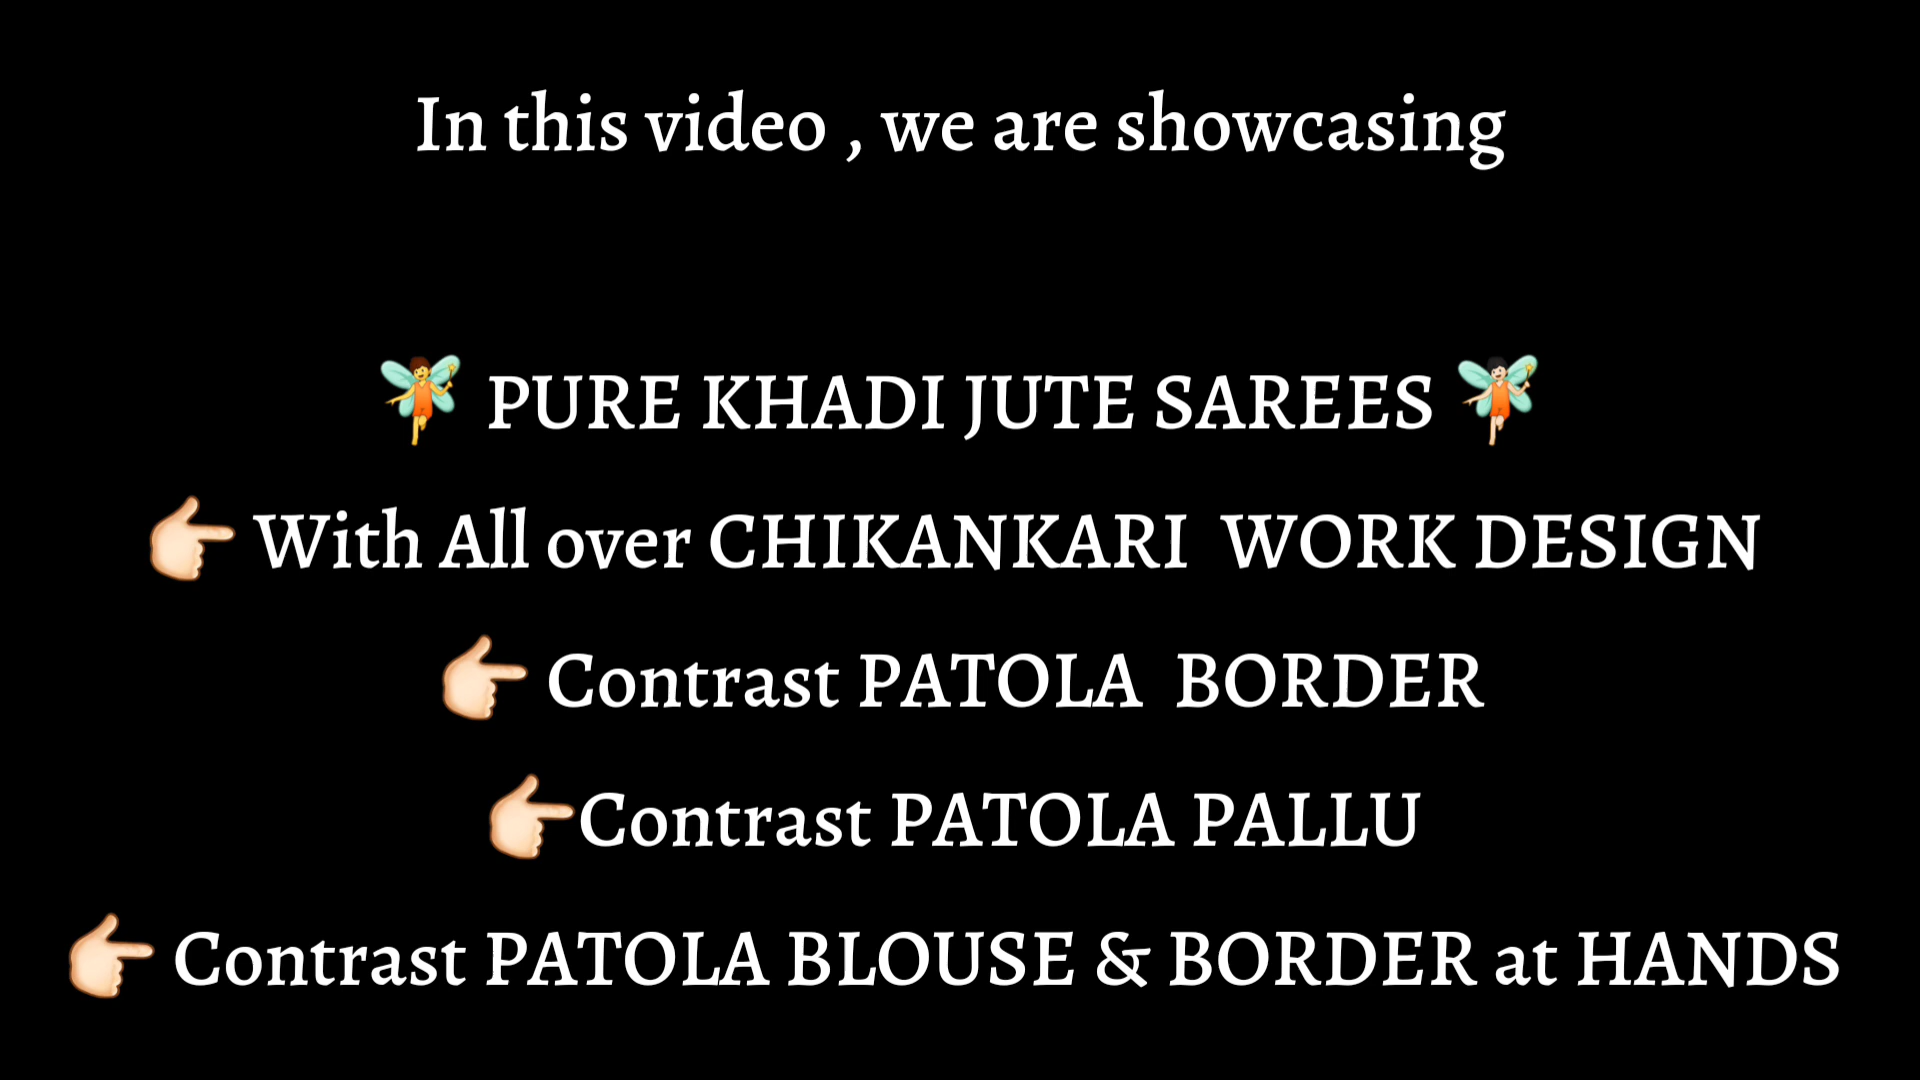 In this video , we are showcasing
🧚 PURE KHADI JUTE SAREES 🧚🏻
👉🏻 With All over CHIKANKARI WORK DESIGN
👉🏻 Contrast PATOLA BORDER
👉🏻Contrast PATOLA PALLU
👉🏻 Contrast PATOLA BLOUSE & BORDER at HANDS